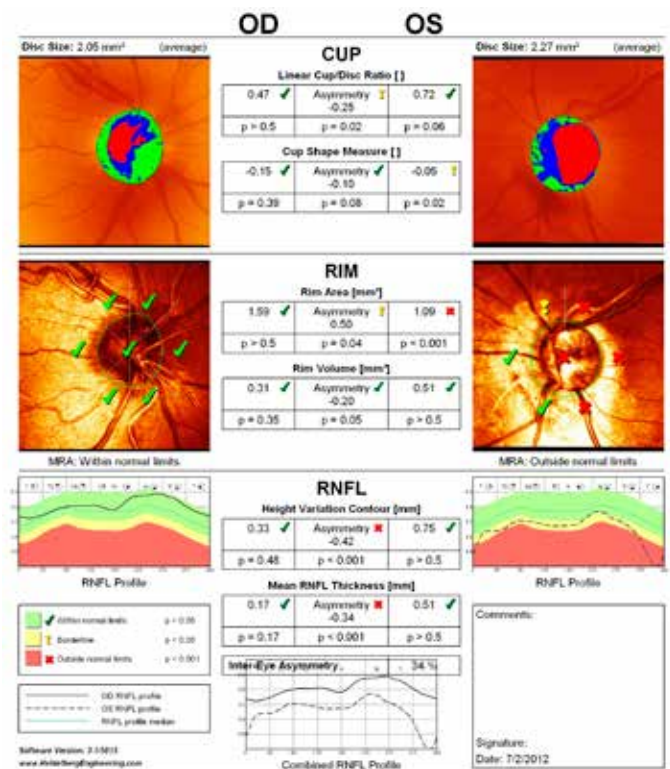 OD OS
Disc Size: 2.05 mm² (average)
CUP
Disc Size: 2.27 mm² (average)
Linear Cup/Disc Ratio [ ]
0.47 Asymmetry 0.72
-0.25
p > 0.5 p = 0.02 p = 0.06
Cup Shape Measure [ ]
-0.15 Asymmetry -0.05
-0.10
p = 0.39 p = 0.08 p = 0.02
RIM
Rim Area [mm²]
1.59 Asymmetry 1.09
0.50
p > 0.5 p = 0.04 p < 0.001
Rim Volume [mm³]
0.31 Asymmetry 0.51
-0.20
p = 0.35 p = 0.05 p > 0.5
MRA: Within normal limits
MRA: Outside normal limits
RNFL
Height Variation Contour [mm]
0.33 Asymmetry 0.75
-0.42
p = 0.48 p < 0.001 p > 0.5
RNFL Profile
RNFL Profile
Mean RNFL Thickness [mm]
0.17 Asymmetry 0.51
-0.34
p = 0.17 p < 0.001 p > 0.5
Within normal limits
Borderline
Outside normal limits p < 0.001
Inter-Eye Asymmetry 34 %
OD RNFL profile
OS RNFL profile
RNFL profile median
Combined RNFL Profile
Comments:
Signature:
Date: 7/2/2012
Software Version:
www.HeidelbergEngineering.com